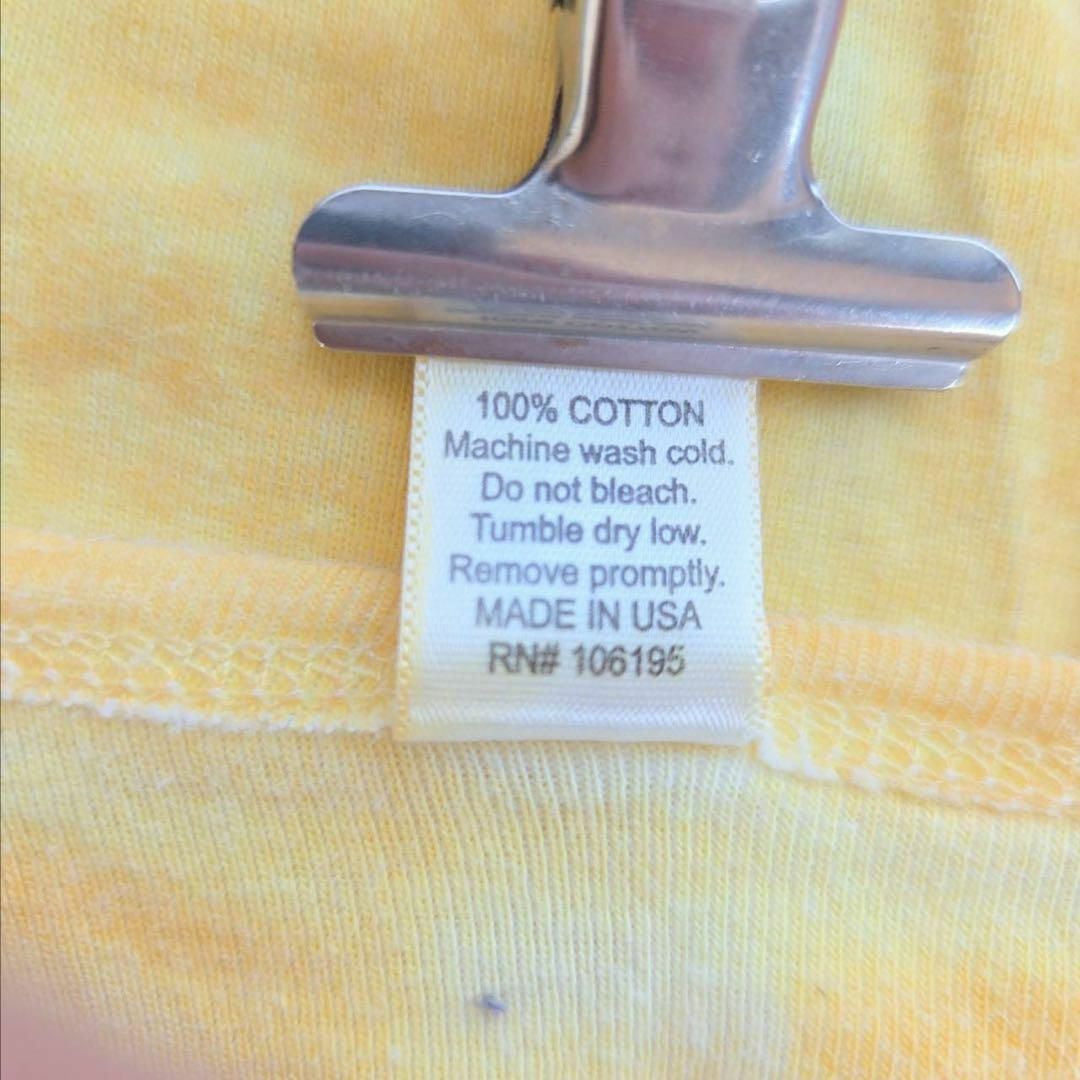 100% COTTON
Machine wash cold.
Do not bleach.
Tumble dry low.
Remove promptly.
MADE IN USA
RN# 106195